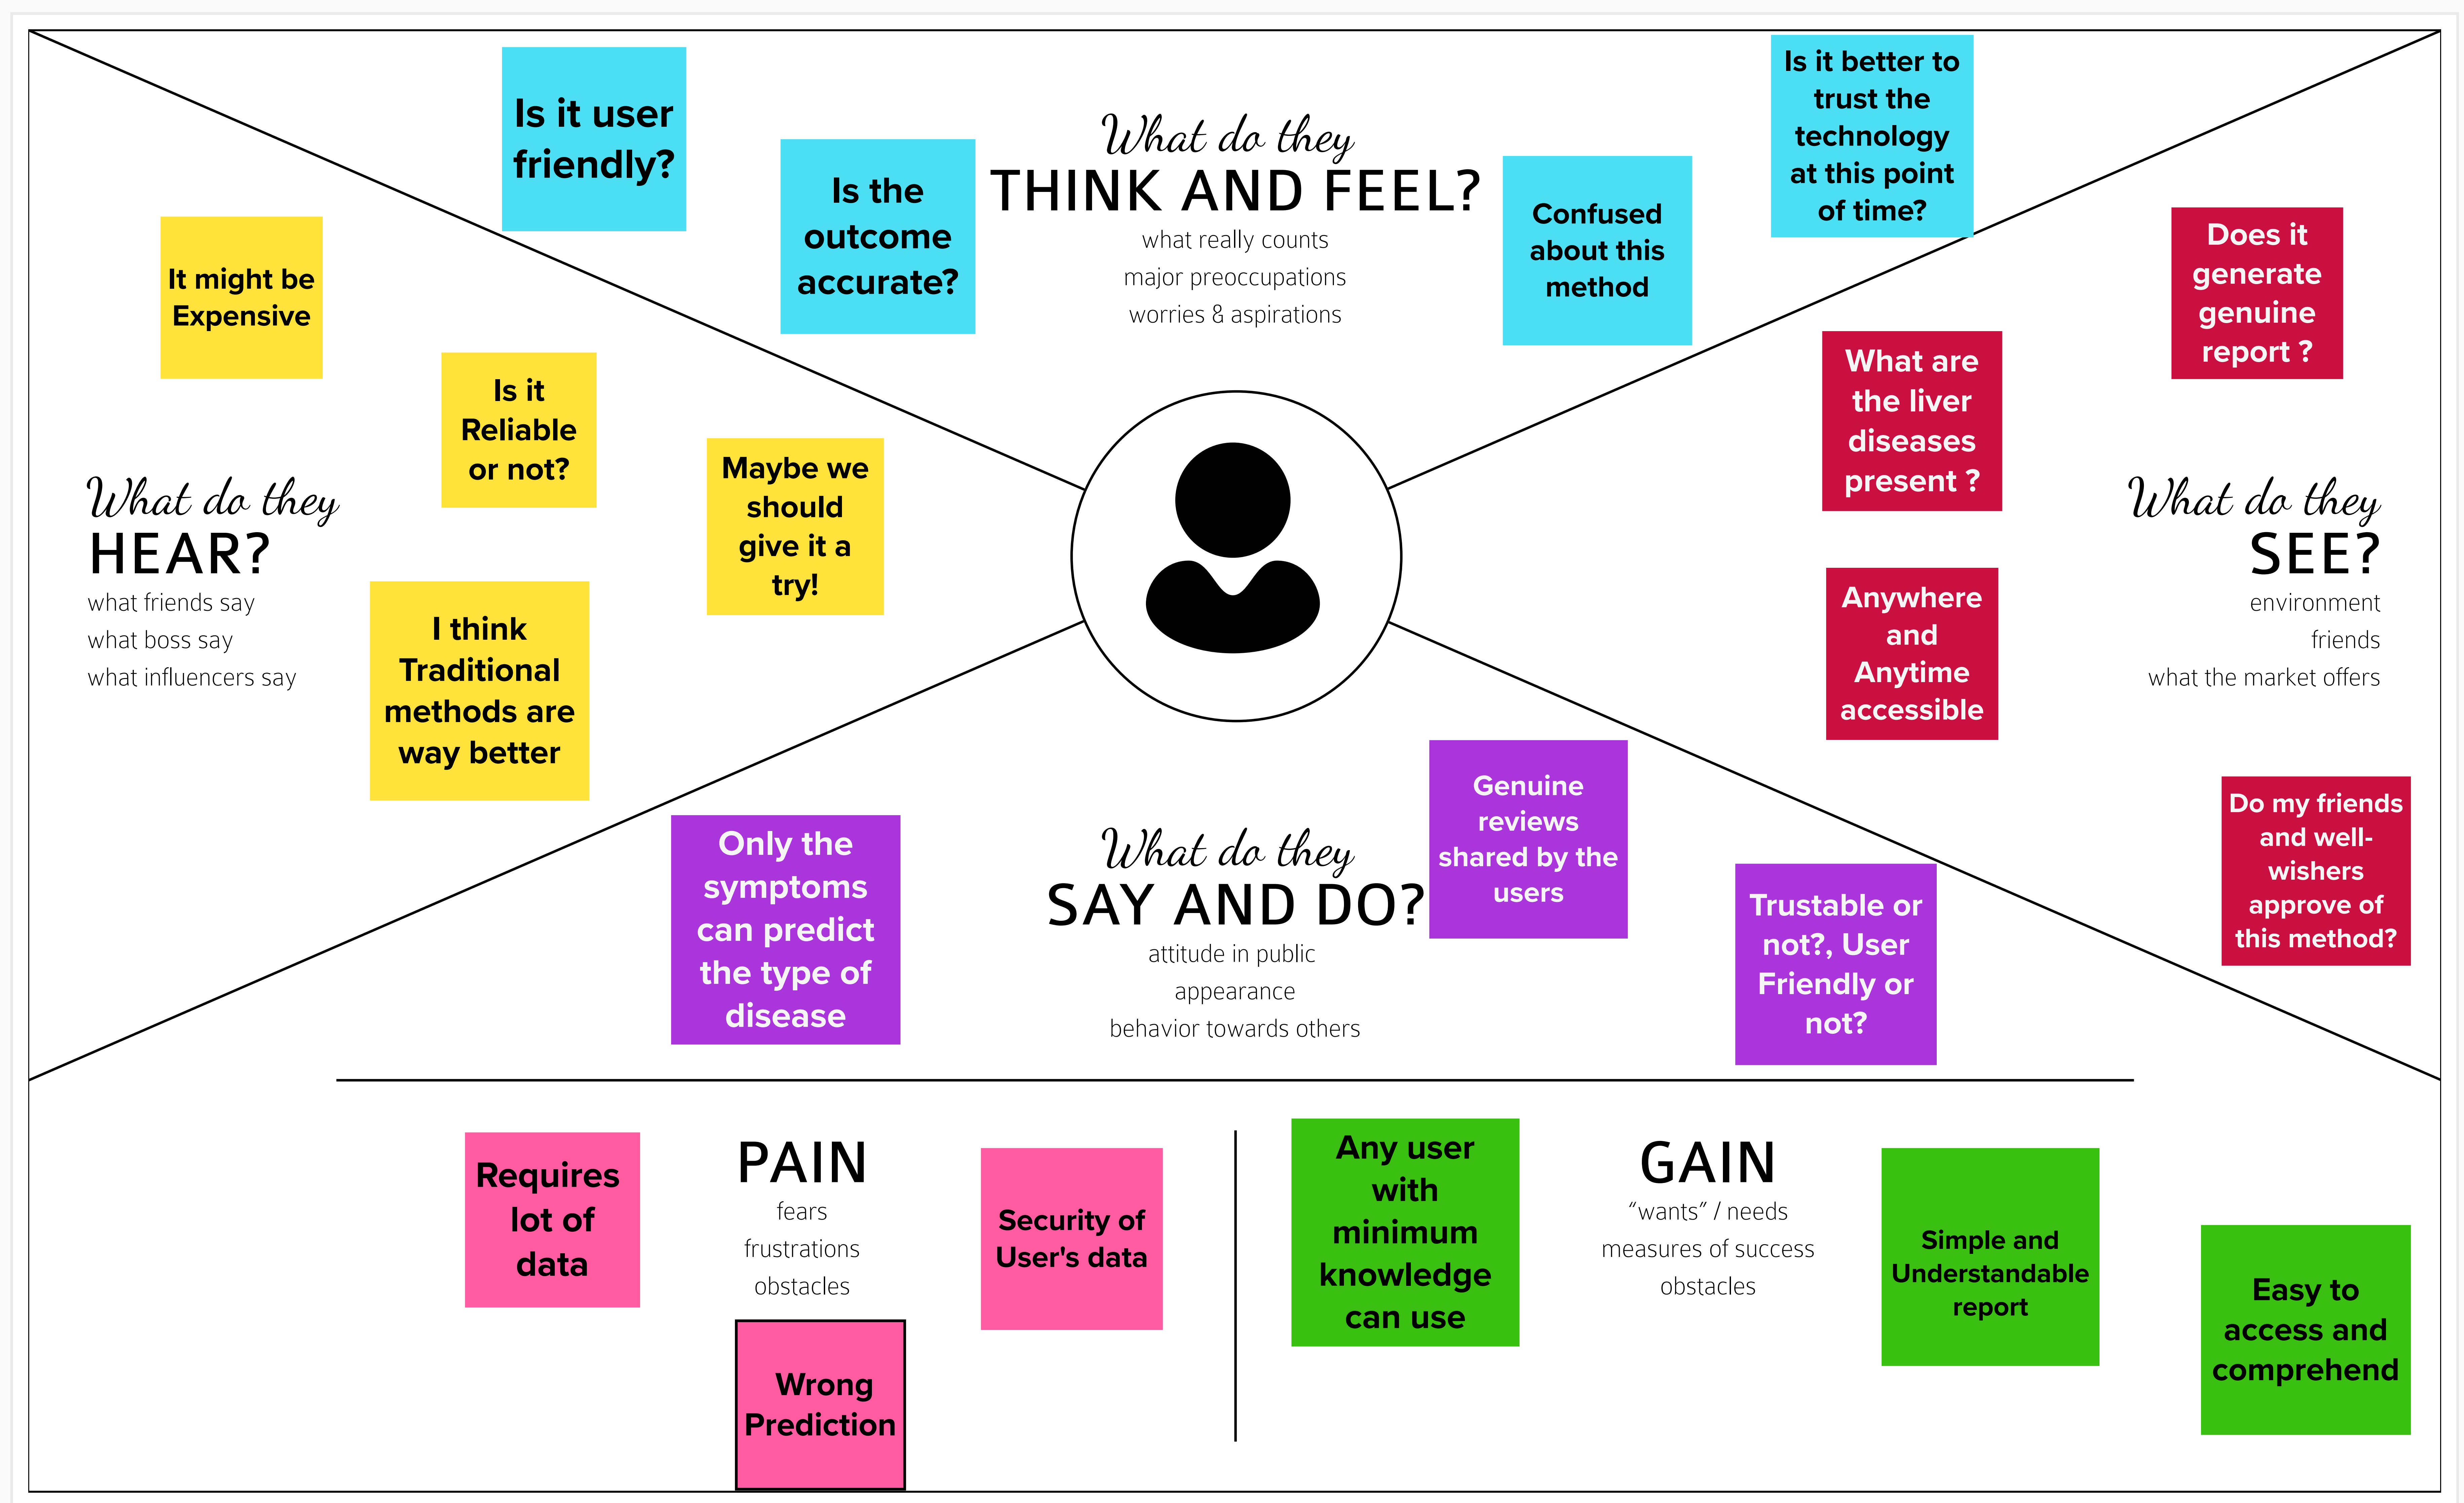 Is it user
friendly?
Is the
outcome
accurate?
What do they
THINK AND FEEL?
what really counts
major preoccupations
worries & aspirations
Confused
about this
method
Is it better to
trust the
technology
at this point
of time?
It might be
Expensive
Is it
Reliable
or not?
Maybe we
should
give it a
try!
What do they
HEAR?
what friends say
what boss say
what influencers say
I think
Traditional
methods are
way better
Does it
generate
genuine
report ?
What are
the liver
diseases
present ?
What do they
SEE?
environment
friends
what the market offers
Anywhere
and
Anytime
accessible
Do my friends
and well-
wishers
approve of
this method?
Only the
symptoms
can predict
the type of
disease
What do they
SAY AND DO?
attitude in public
appearance
behavior towards others
Genuine
reviews
shared by the
users
Trustable or
not?, User
Friendly or
not?
Requires
lot of
data
PAIN
fears
frustrations
obstacles
Security of
User's data
Wrong
Prediction
Any user
with
minimum
knowledge
can use
GAIN
“wants” / needs
measures of success
obstacles
Simple and
Understandable
report
Easy to
access and
comprehend